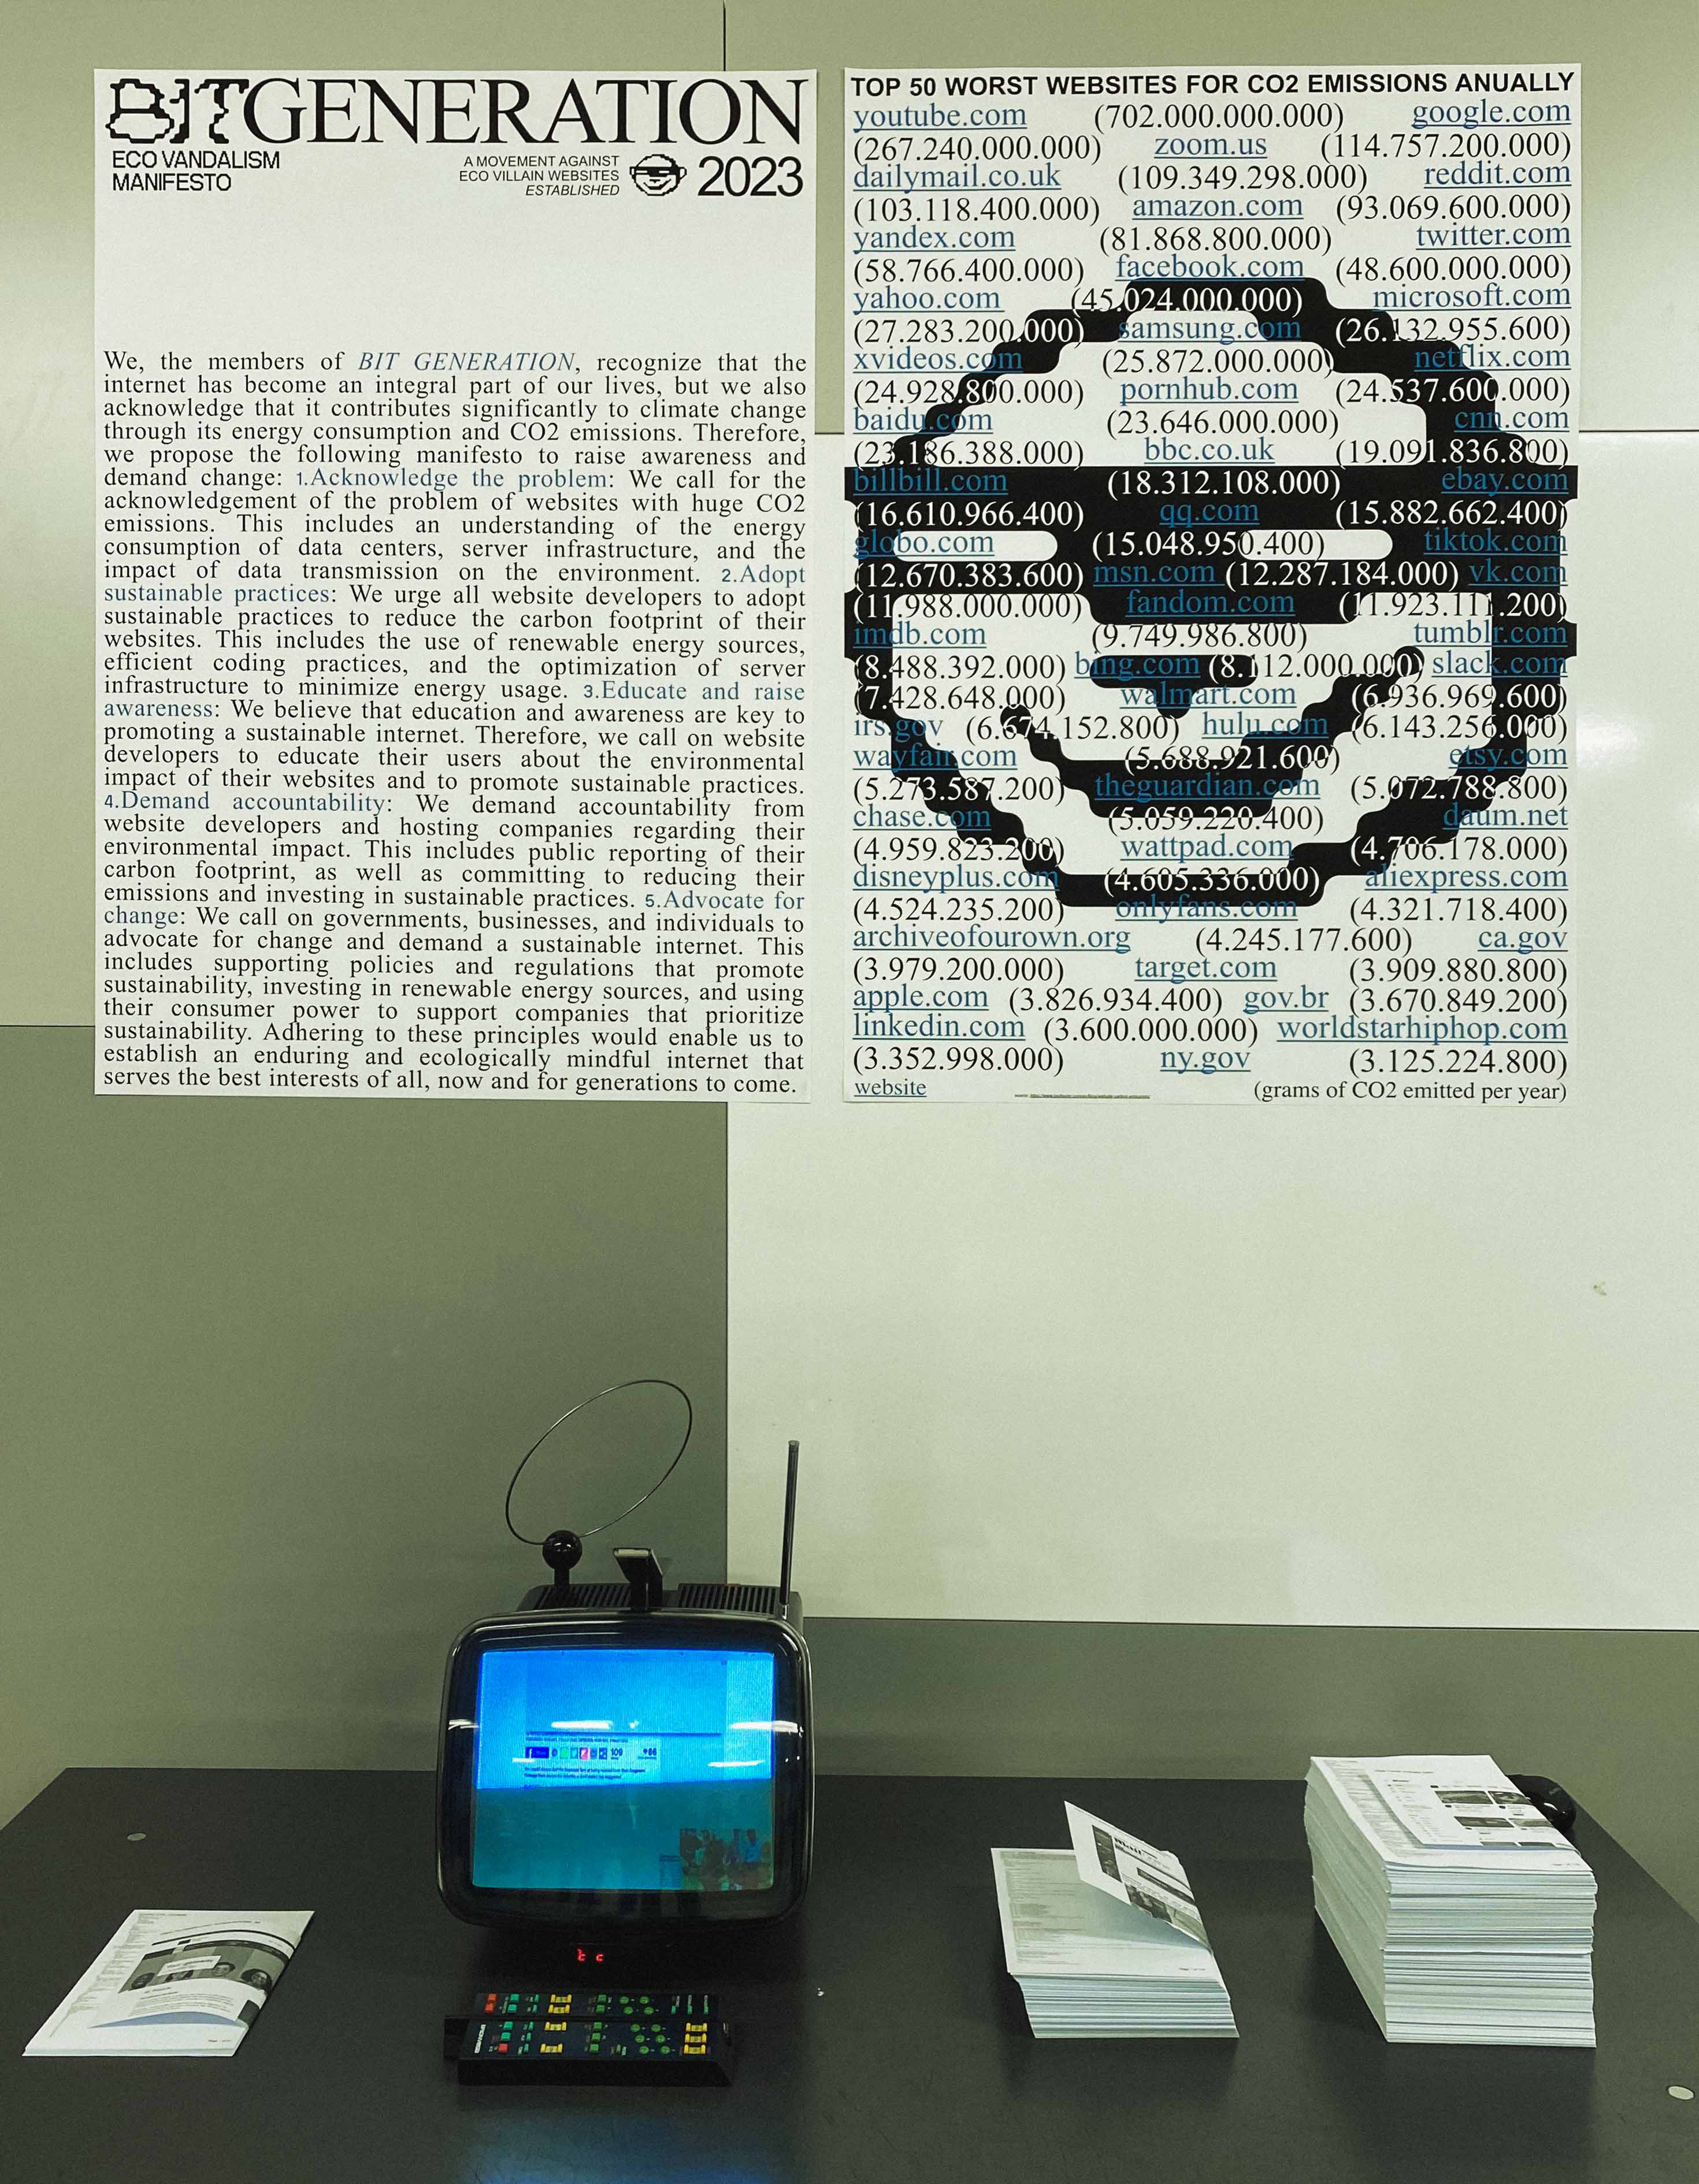 BITGENERATION
ECO VANDALISM
MANIFESTO
A MOVEMENT AGAINST
ECO VILLAIN WEBSITES
ESTABLISHED
2023
We, the members of BIT GENERATION, recognize that the
internet has become an integral part of our lives, but we also
acknowledge that it contributes significantly to climate change
through its energy consumption and CO2 emissions. Therefore,
we propose the following manifesto to raise awareness and
demand change: 1.Acknowledge the problem: We call for the
acknowledgement of the problem of websites with huge CO2
emissions. This includes an understanding of the energy
consumption of data centers, server infrastructure, and the
impact of data transmission on the environment. 2.Adopt
sustainable practices: We urge all website developers to adopt
sustainable practices to reduce the carbon footprint of their
websites. This includes the use of renewable energy sources,
efficient coding practices, and the optimization of server
infrastructure to minimize energy usage. 3.Educate and raise
awareness: We believe that education and awareness are key to
promoting a sustainable internet. Therefore, we call on website
developers to educate their users about the environmental
impact of their websites and to promote sustainable practices.
4.Demand accountability: We demand accountability from
website developers and hosting companies regarding their
environmental impact. This includes public reporting of their
carbon footprint, as well as committing to reducing their
emissions and investing in sustainable practices. 5.Advocate for
change: We call on governments, businesses, and individuals to
advocate for change and demand a sustainable internet. This
includes supporting policies and regulations that promote
sustainability, investing in renewable energy sources, and using
their consumer power to support companies that prioritize
sustainability. Adhering to these principles would enable us to
establish an enduring and ecologically mindful internet that
serves the best interests of all, now and for generations to come.
TOP 50 WORST WEBSITES FOR CO2 EMISSIONS ANUALLY
youtube.com (702.000.000.000) google.com
(267.240.000.000) zoom.us (114.757.200.000)
dailymail.co.uk (109.349.298.000) reddit.com
(103.118.400.000) amazon.com (93.069.600.000)
yandex.com (81.868.800.000) twitter.com
(58.766.400.000) facebook.com (48.600.000.000)
yahoo.com (45.024.000.000) microsoft.com
(27.283.200.000) samsung.com (26.132.955.600)
xvideos.com (25.872.000.000) netflix.com
(24.928.800.000) pornhub.com (24.537.600.000)
baidu.com (23.646.000.000) cnn.com
(23.186.388.000) bbc.co.uk (19.091.836.800)
billbill.com (18.312.108.000) ebay.com
(16.610.966.400) qq.com (15.882.662.400)
globo.com (15.048.950.400) tiktok.com
(12.670.383.600) msn.com (12.287.184.000) vk.com
(11.988.000.000) fandom.com (11.923.111.200)
imdb.com (9.749.986.800) tumblr.com
(8.488.392.000) bing.com (8.112.000.000) slack.com
(7.428.648.000) walmart.com (6.936.969.600)
irs.gov (6.674.152.800) hulu.com (6.143.256.000)
wayfair.com (5.688.921.600) etsy.com
(5.273.587.200) theguardian.com (5.072.788.800)
chase.com (5.059.220.400) daum.net
(4.959.823.200) wattpad.com (4.706.178.000)
disneyplus.com (4.605.336.000) aliexpress.com
(4.524.235.200) onlyfans.com (4.321.718.400)
archiveofourown.org (4.245.177.600) ca.gov
(3.979.200.000) target.com (3.909.880.800)
apple.com (3.826.934.400) gov.br (3.670.849.200)
linkedin.com (3.600.000.000) worldstarhiphop.com
(3.352.998.000) ny.gov (3.125.224.800)
website (grams of CO2 emitted per year)
109